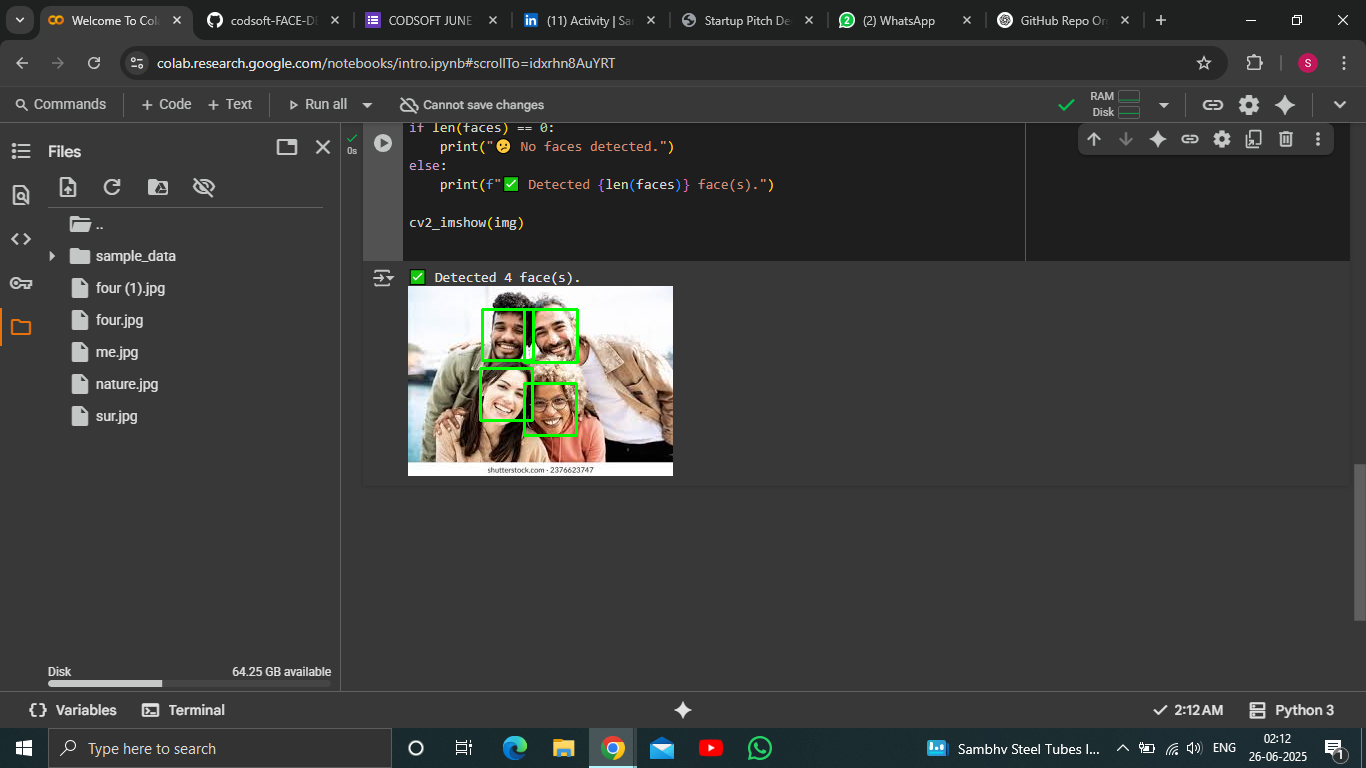 Welcome To Cola
codsoft-FACE-DE
CODSOFT JUNE
(11) Activity | Sa
Startup Pitch De
(2) WhatsApp
GitHub Repo Or
colab.research.google.com/notebooks/intro.ipynb#scrollTo=idxrhn8AuYRT
S
Commands
+ Code
+ Text
Run all
Cannot save changes
RAM
Disk
Files
..
sample_data
four (1).jpg
four.jpg
me.jpg
nature.jpg
sur.jpg
Disk
64.25 GB available
0s
if len(faces) == 0:
print("😕 No faces detected.")
else:
print(f"✅ Detected {len(faces)} face(s).")
cv2_imshow(img)
✅ Detected 4 face(s).
shutterstock.com · 2376623747
{} Variables
Terminal
2:12 AM
Python 3
Type here to search
Sambhv Steel Tubes I...
ENG
02:12
26-06-2025
1